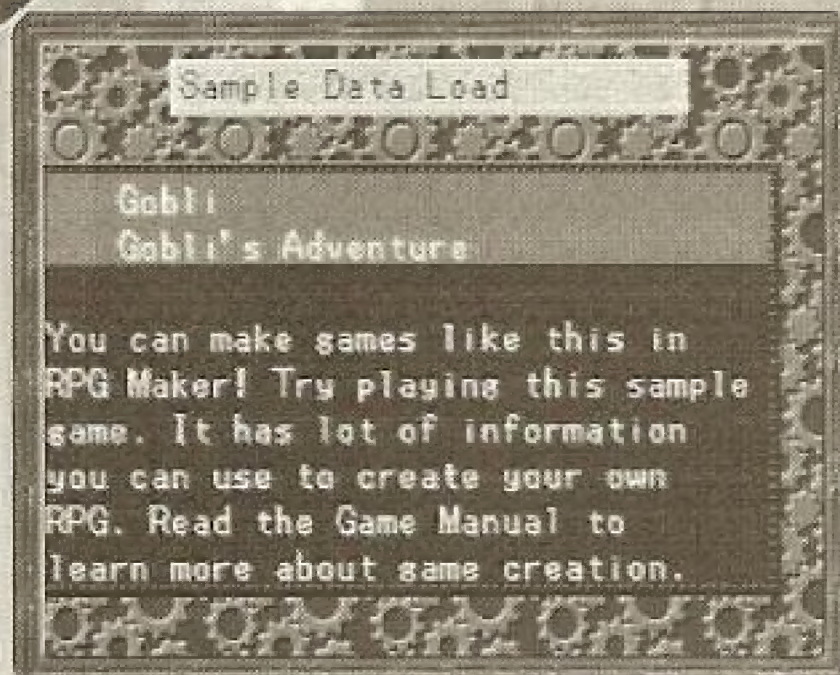 Sample Data Load
Gobli
Gobli's Adventure
You can make games like this in
RPG Maker! Try playing this sample
game. It has lot of information
you can use to create your own
RPG. Read the Game Manual to
learn more about game creation.